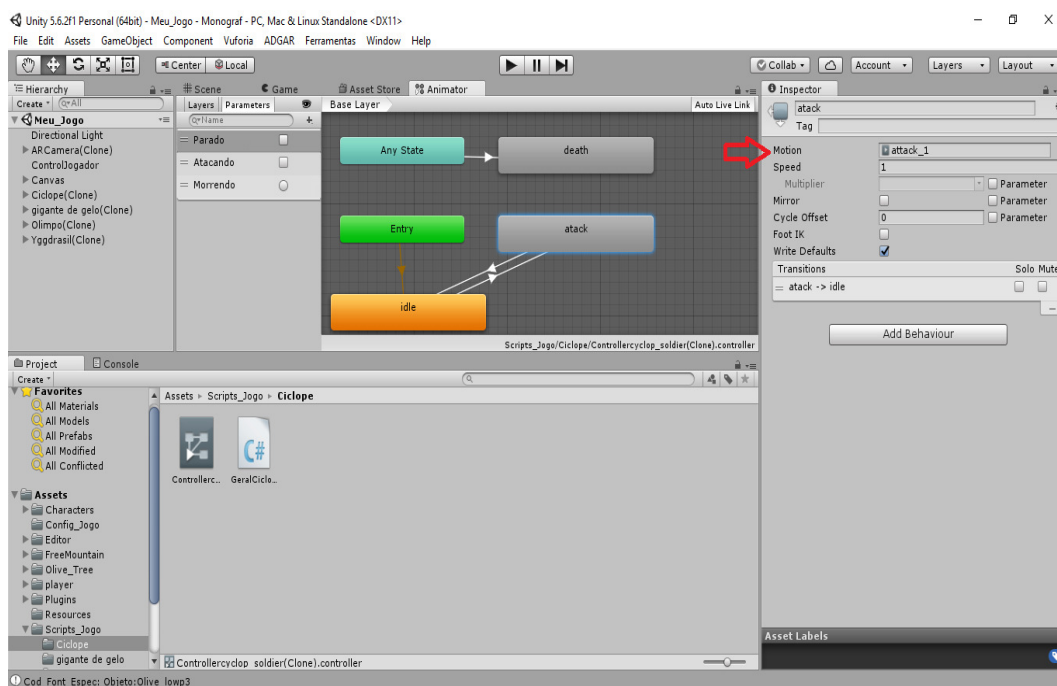 Unity 5.6.2f1 Personal (64bit) - Meu_Jogo - Monograf - PC, Mac & Linux Standalone <DX11>
File Edit Assets GameObject Component Vuforia ADGAR Ferramentas Window Help
Center Local Collab Account Layers Layout
Hierarchy
Create All
Meu_Jogo
Directional Light
ARCamera(Clone)
ControlJogador
Canvas
Ciclope(Clone)
gigante de gelo(Clone)
Olimpo(Clone)
Yggdrasil(Clone)
Scene Game Asset Store Animator
Layers Parameters Base Layer Auto Live Link
Name
Parado
Atacando
Morrendo
Any State death
Entry atack
idle
Scripts_Jogo/Ciclope/Controllercyclop_soldier(Clone).controller
Inspector
atack
Tag
Motion attack_1
Speed 1
Multiplier Parameter
Mirror Parameter
Cycle Offset 0 Parameter
Foot IK
Write Defaults
Transitions Solo Mute
atack -> idle
Add Behaviour
Asset Labels
Project Console
Create
Favorites
All Materials
All Models
All Prefabs
All Modified
All Conflicted
Assets
Characters
Config_Jogo
Editor
FreeMountain
Olive_Tree
player
Plugins
Resources
Scripts_Jogo
Ciclope
gigante de gelo
Assets Scripts_Jogo Ciclope
C#
Controllerc... GeralCiclo...
Controllercyclop_soldier(Clone).controller
Cod Font Espec: Objeto:Olive_lowp3